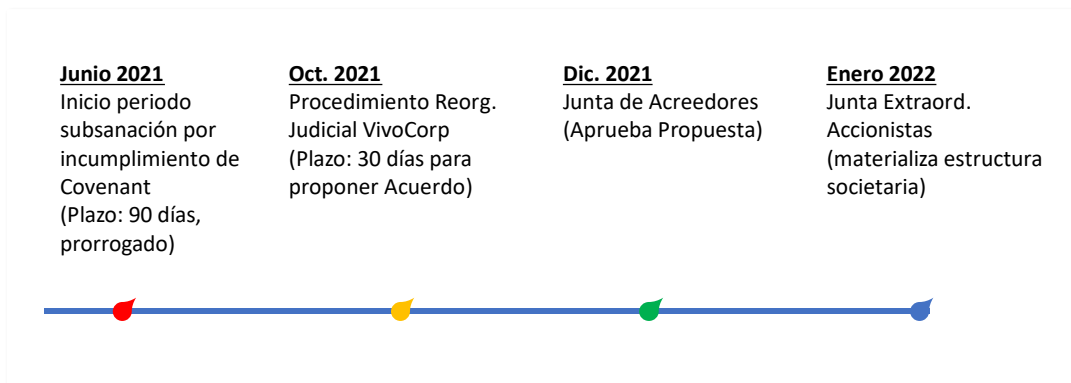 Junio 2021
Inicio periodo
subsanación por
incumplimiento de
Covenant
(Plazo: 90 días,
prorrogado)
Oct. 2021
Procedimiento Reorg.
Judicial VivoCorp
(Plazo: 30 días para
proponer Acuerdo)
Dic. 2021
Junta de Acreedores
(Aprueba Propuesta)
Enero 2022
Junta Extraord.
Accionistas
(materializa estructura
societaria)